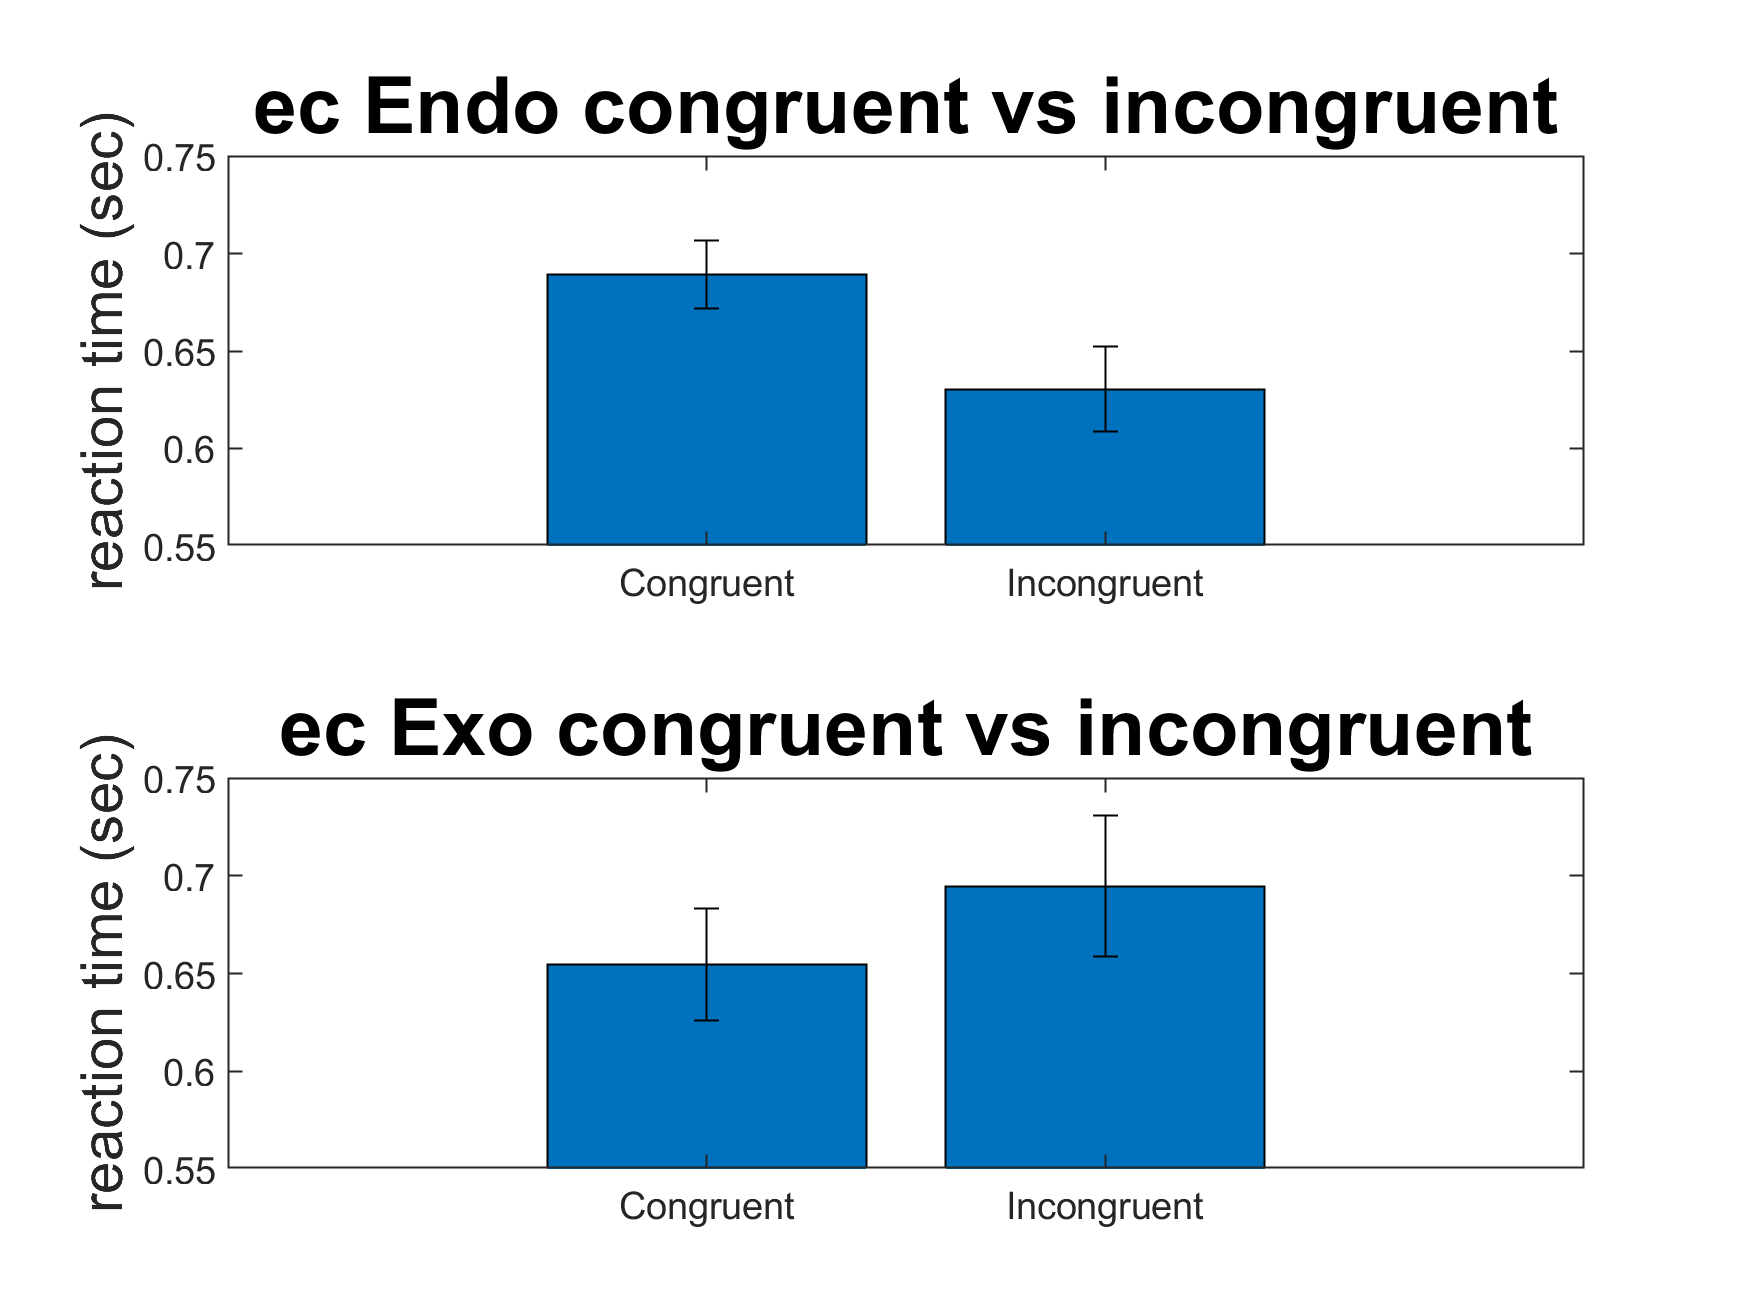 ec Endo congruent vs incongruent
reaction time (sec)
0.75
0.7
0.65
0.6
0.55
Congruent Incongruent
ec Exo congruent vs incongruent
reaction time (sec)
0.75
0.7
0.65
0.6
0.55
Congruent Incongruent